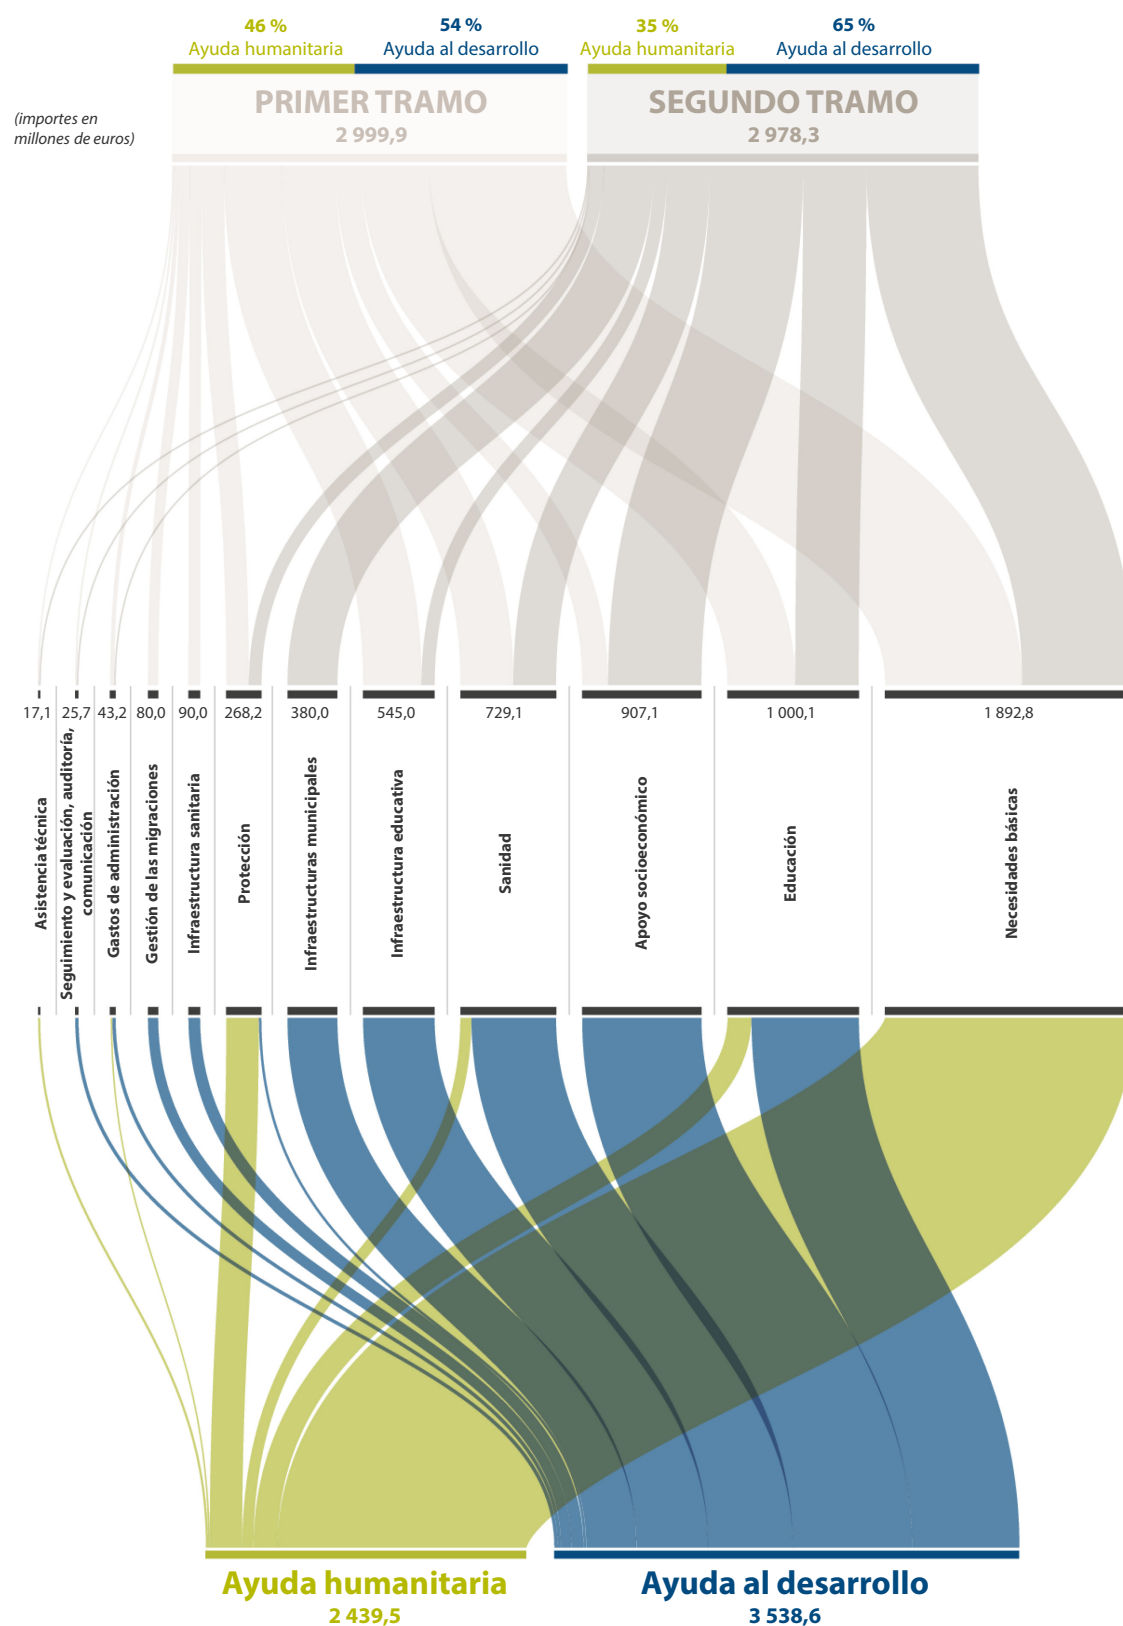 46 %
Ayuda humanitaria
54 %
Ayuda al desarrollo
35 %
Ayuda humanitaria
65 %
Ayuda al desarrollo
(importes en
millones de euros)
PRIMER TRAMO
2 999,9
SEGUNDO TRAMO
2 978,3
17,1
25,7
43,2
80,0
90,0
268,2
380,0
545,0
729,1
907,1
1 000,1
1 892,8
Asistencia técnica
Seguimiento y evaluación, auditoría,
comunicación
Gastos de administración
Gestión de las migraciones
Infraestructura sanitaria
Protección
Infraestructuras municipales
Infraestructura educativa
Sanidad
Apoyo socioeconómico
Educación
Necesidades básicas
Ayuda humanitaria
2 439,5
Ayuda al desarrollo
3 538,6